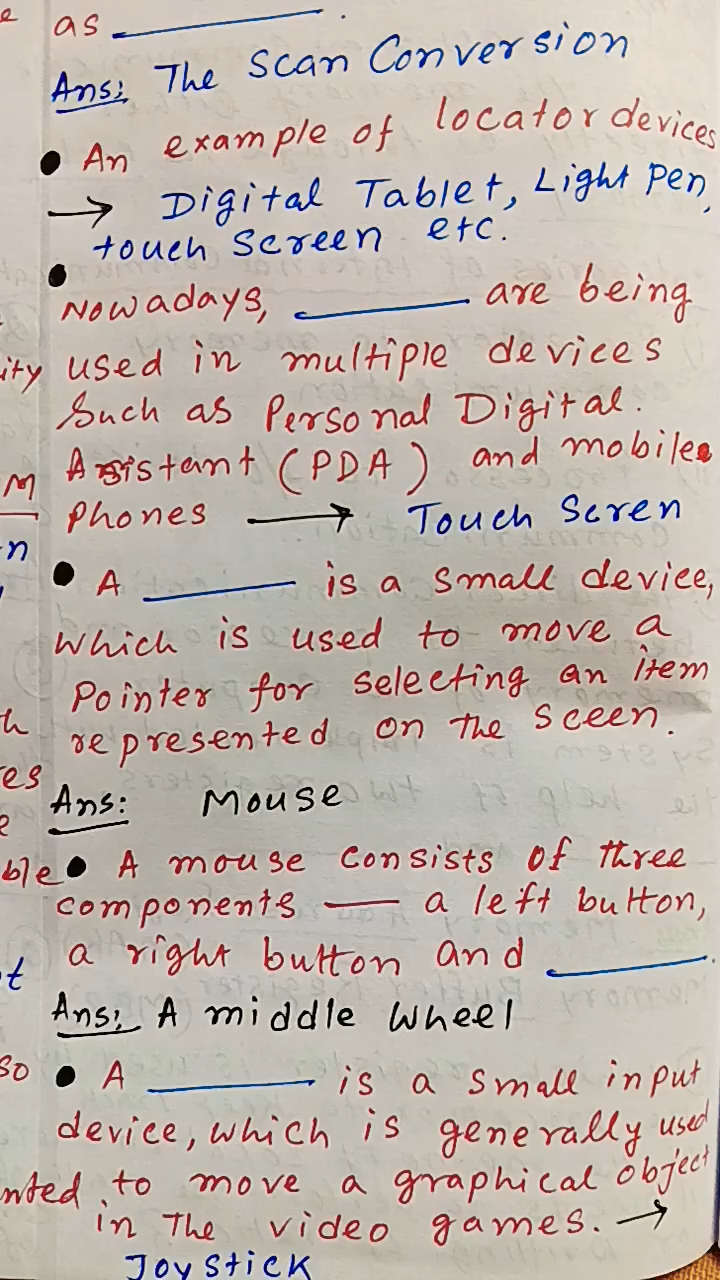 as ________.
Ans: The Scan Conversion
• An example of locator devices
→ Digital Tablet, Light Pen,
touch Screen etc.
•
Nowadays, ________ are being
used in multiple devices
Such as Personal Digital.
Assistant (PDA) and mobile
Phones → Touch Scren
• A ________ is a small device,
which is used to move a
Pointer for selecting an item
represented on the sceen.
Ans: Mouse
• A mouse consists of three
components — a left button,
a right button and ________.
Ans: A middle wheel
• A ________ is a small input
device, which is generally used
to move a graphical object
in the video games. →
Joystick